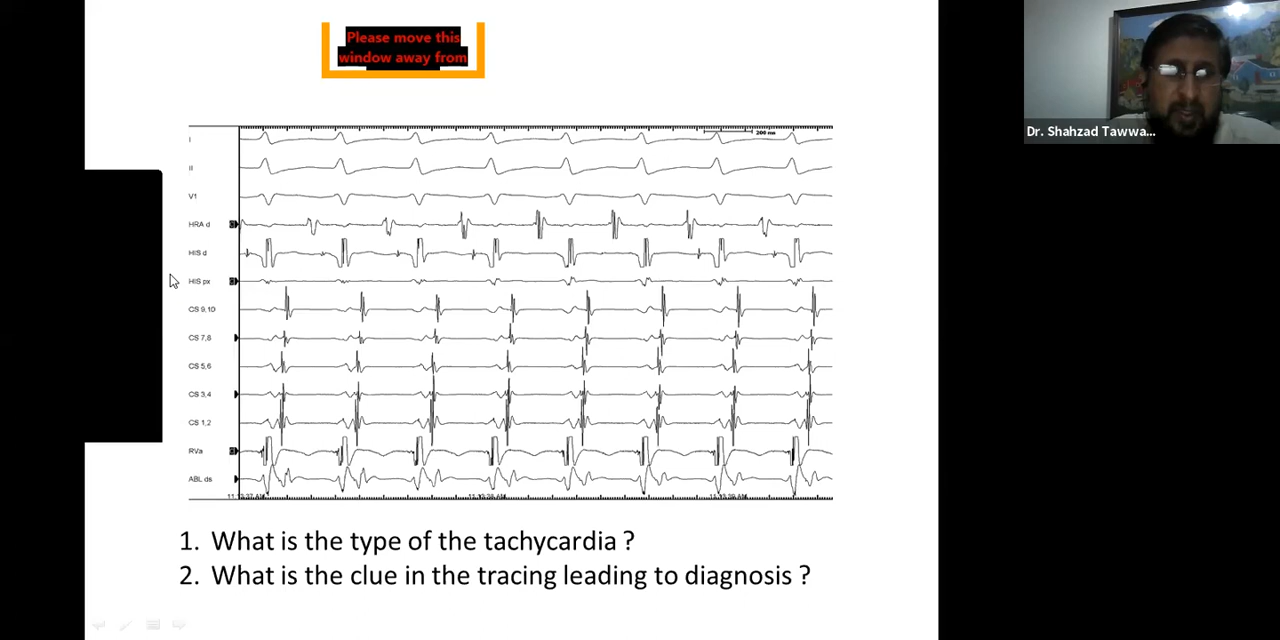 Please move this
window away from
Dr. Shahzad Tawwa...
200 ms
I
II
V1
HRA d
HIS d
HIS px
CS 9,10
CS 7,8
CS 5,6
CS 3,4
CS 1,2
RVa
ABL ds
1. What is the type of the tachycardia ?
2. What is the clue in the tracing leading to diagnosis ?